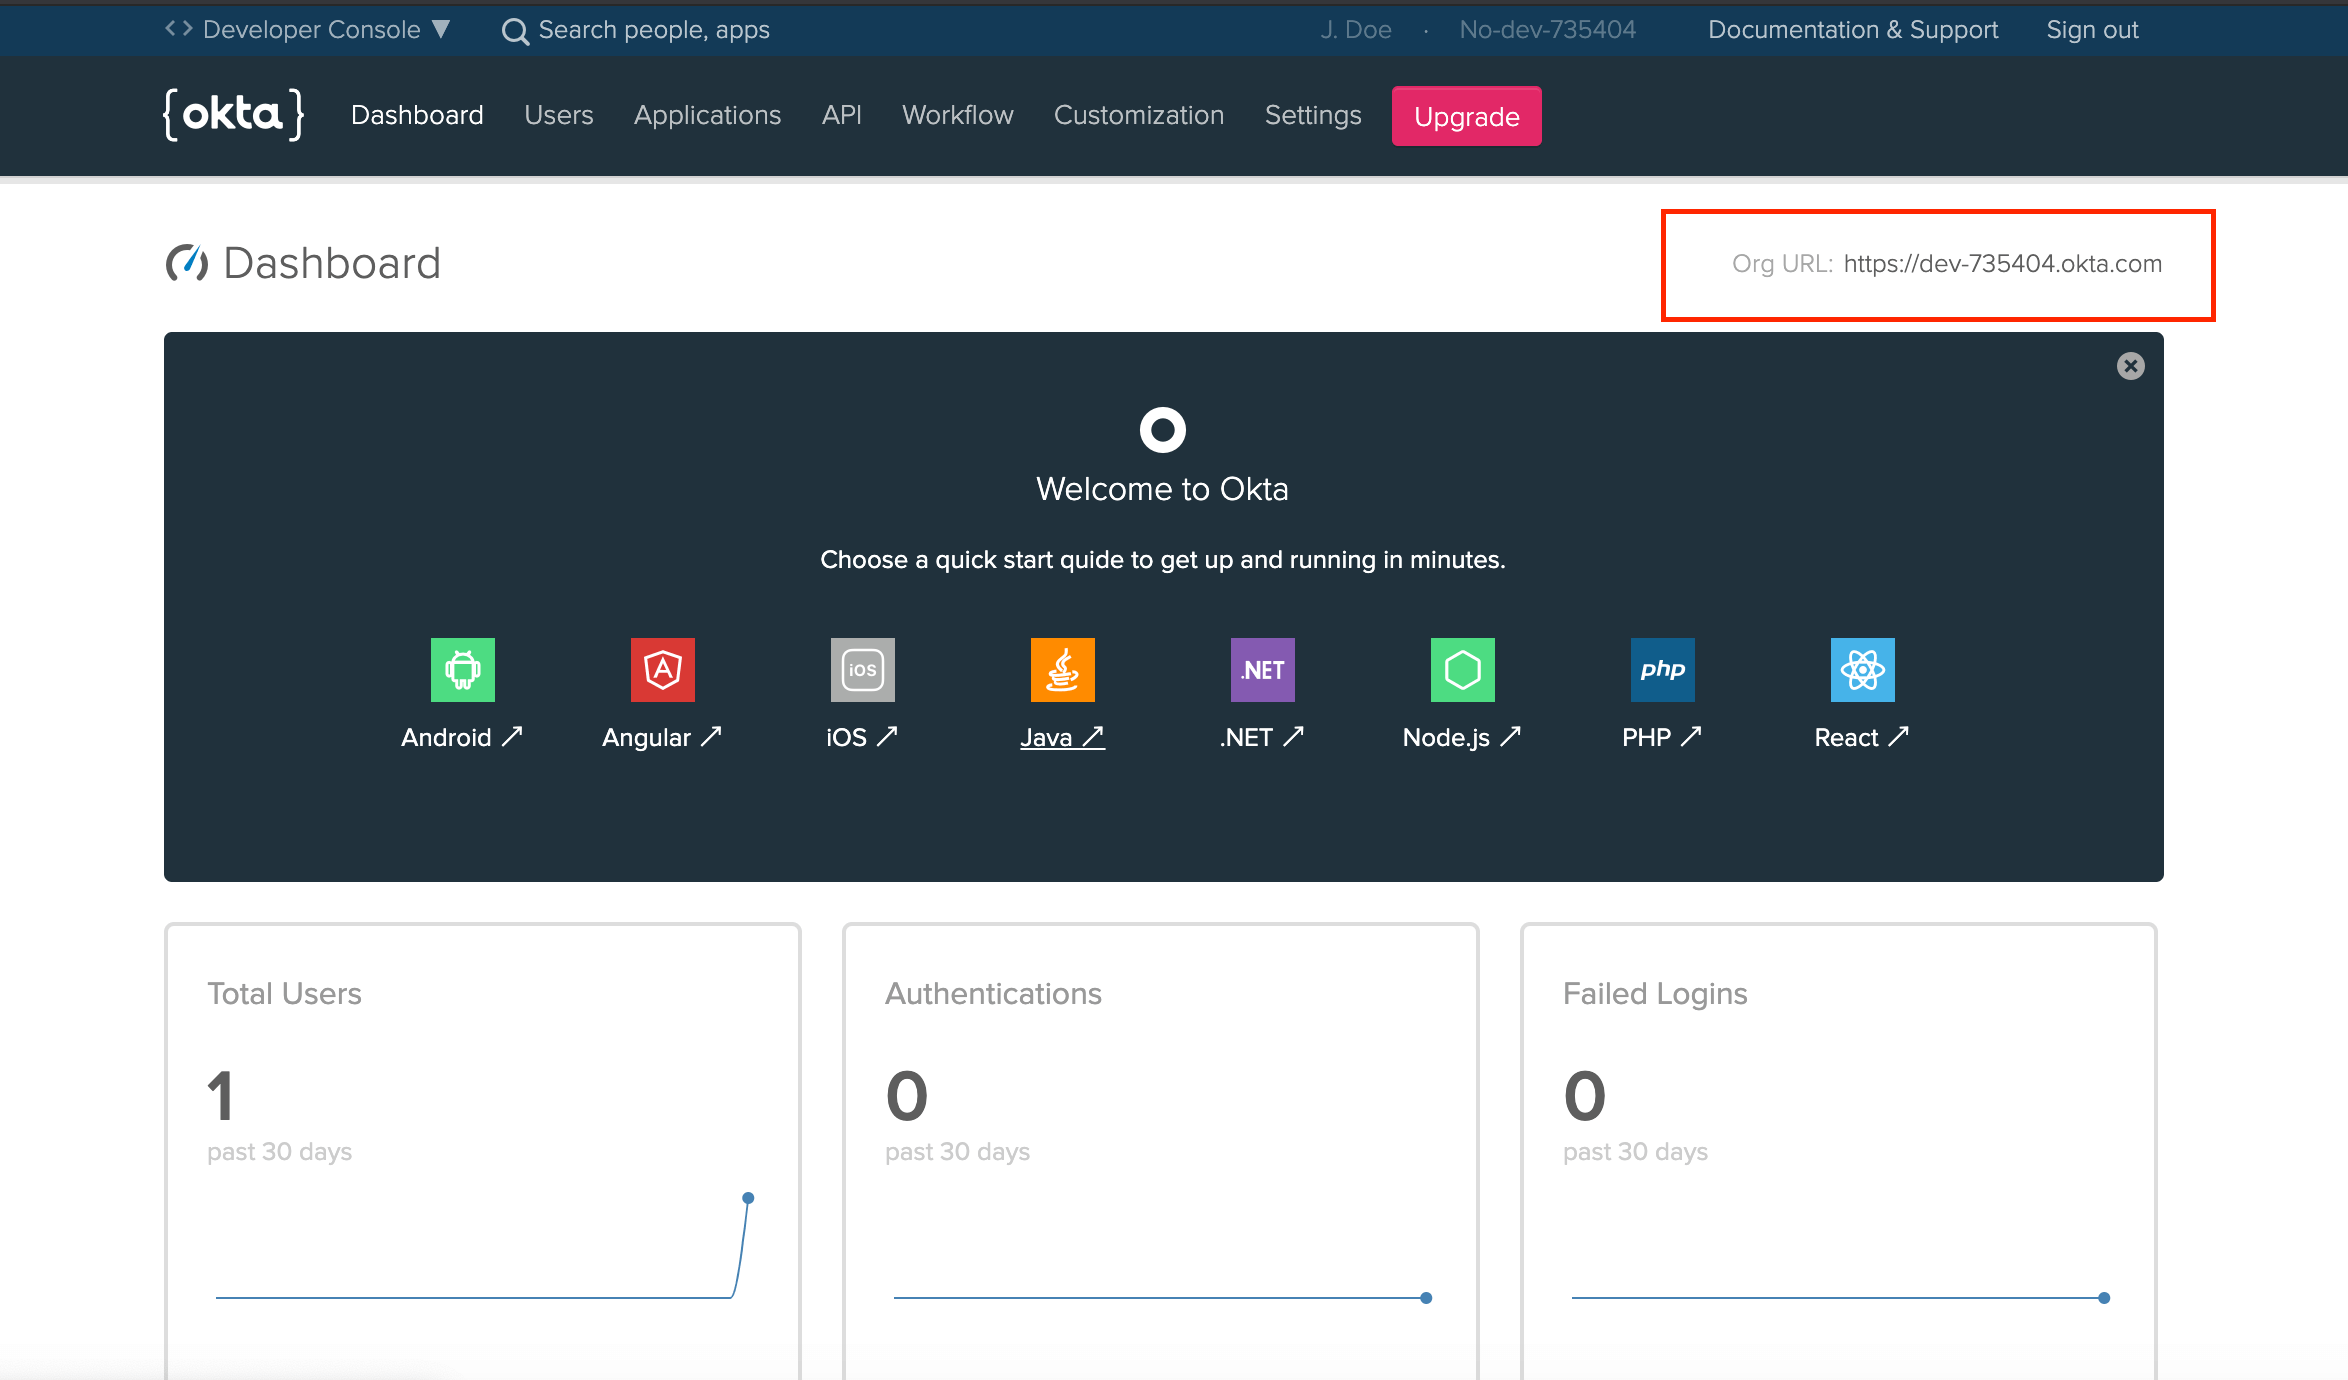 <> Developer Console ▼ Search people, apps J. Doe · No-dev-735404 Documentation & Support Sign out
{okta} Dashboard Users Applications API Workflow Customization Settings Upgrade
Dashboard
Org URL: https://dev-735404.okta.com
Welcome to Okta
Choose a quick start quide to get up and running in minutes.
iOS .NET php
Android ↗ Angular ↗ iOS ↗ Java ↗ .NET ↗ Node.js ↗ PHP ↗ React ↗
Total Users
1
past 30 days
Authentications
0
past 30 days
Failed Logins
0
past 30 days